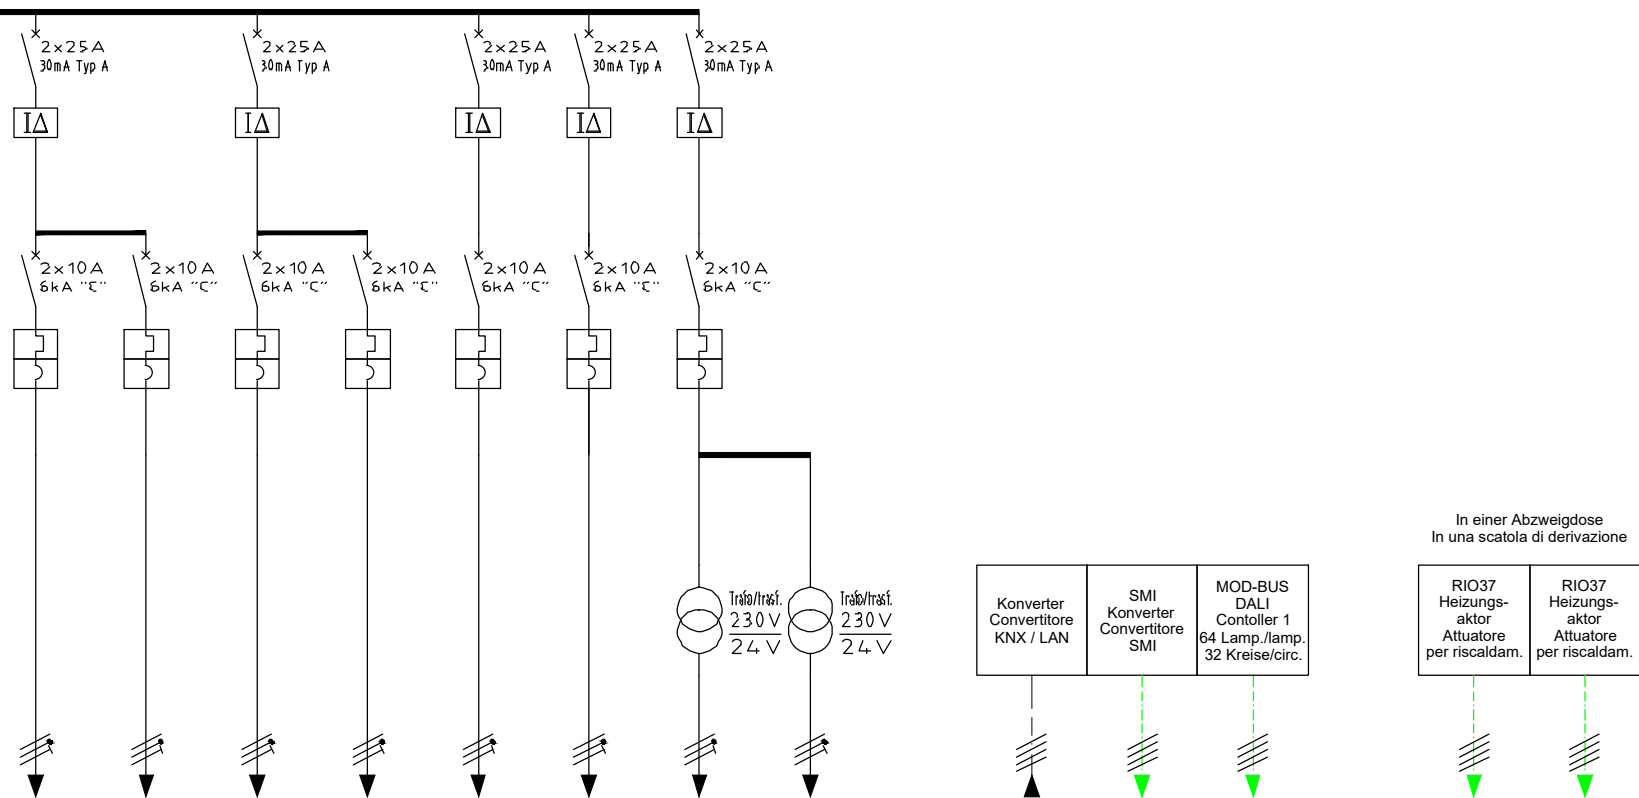 2x25A
30mA Typ A
2x25A
30mA Typ A
2x25A
30mA Typ A
2x25A
30mA Typ A
2x25A
30mA Typ A
IΔ
IΔ
IΔ
IΔ
IΔ
2x10A
6kA "C"
2x10A
6kA "C"
2x10A
6kA "C"
2x10A
6kA "C"
2x10A
6kA "C"
2x10A
6kA "C"
2x10A
6kA "C"
Trafo/trasf.
230V
24V
Trafo/trasf.
230V
24V
Konverter
Convertitore
KNX / LAN
SMI
Konverter
Convertitore
SMI
MOD-BUS
DALI
Contoller 1
64 Lamp./lamp.
32 Kreise/circ.
In einer Abzweigdose
In una scatola di derivazione
RIO37
Heizungs-
aktor
Attuatore
per riscaldam.
RIO37
Heizungs-
aktor
Attuatore
per riscaldam.